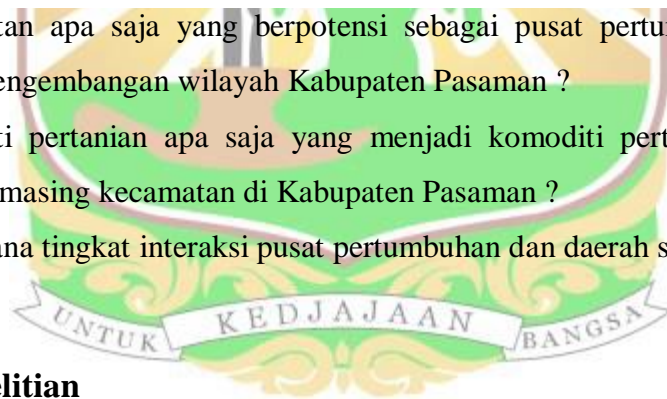 tan apa saja yang berpotensi sebagai pusat pertu
engembangan wilayah Kabupaten Pasaman ?
ti pertanian apa saja yang menjadi komoditi pert
masing kecamatan di Kabupaten Pasaman ?
ana tingkat interaksi pusat pertumbuhan dan daerah s
UNTUK KEDJAJAAN BANGSA
elitian